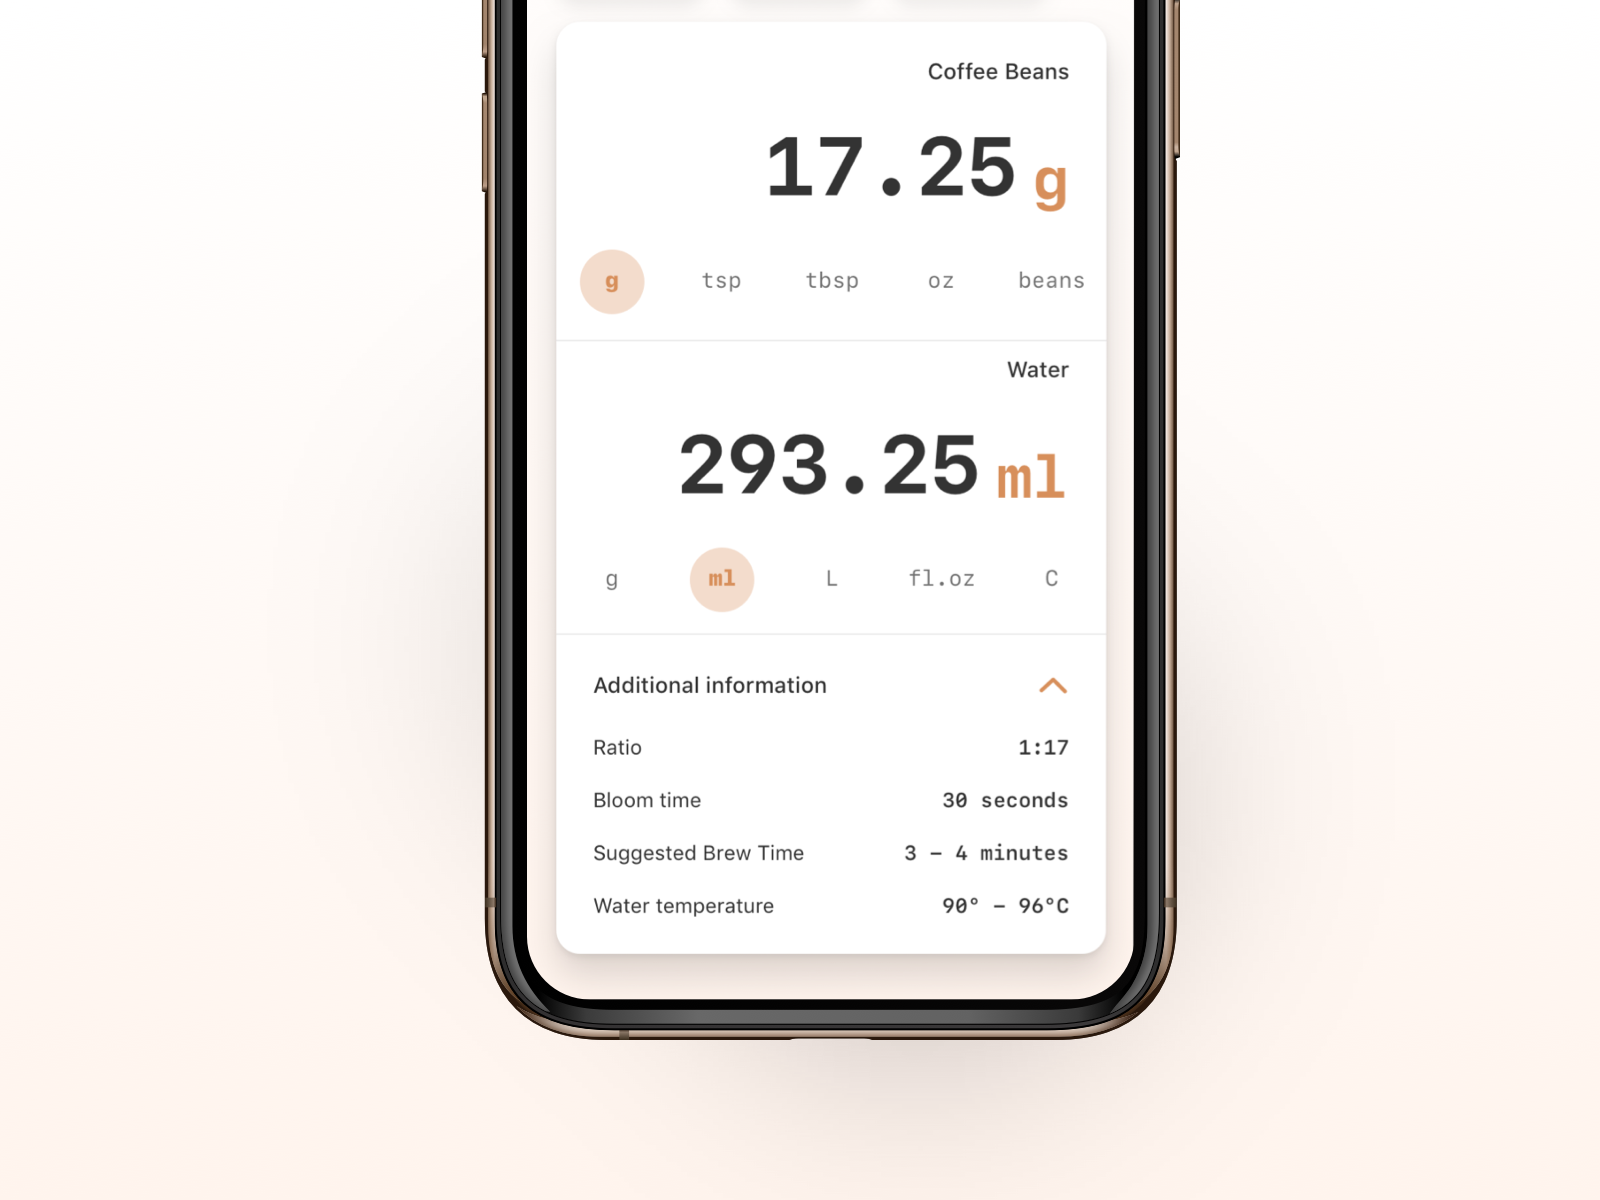 Coffee Beans
17.25 g
g tsp tbsp oz beans
Water
293.25 ml
g ml L fl.oz C
Additional information
Ratio 1:17
Bloom time 30 seconds
Suggested Brew Time 3 – 4 minutes
Water temperature 90° – 96°C